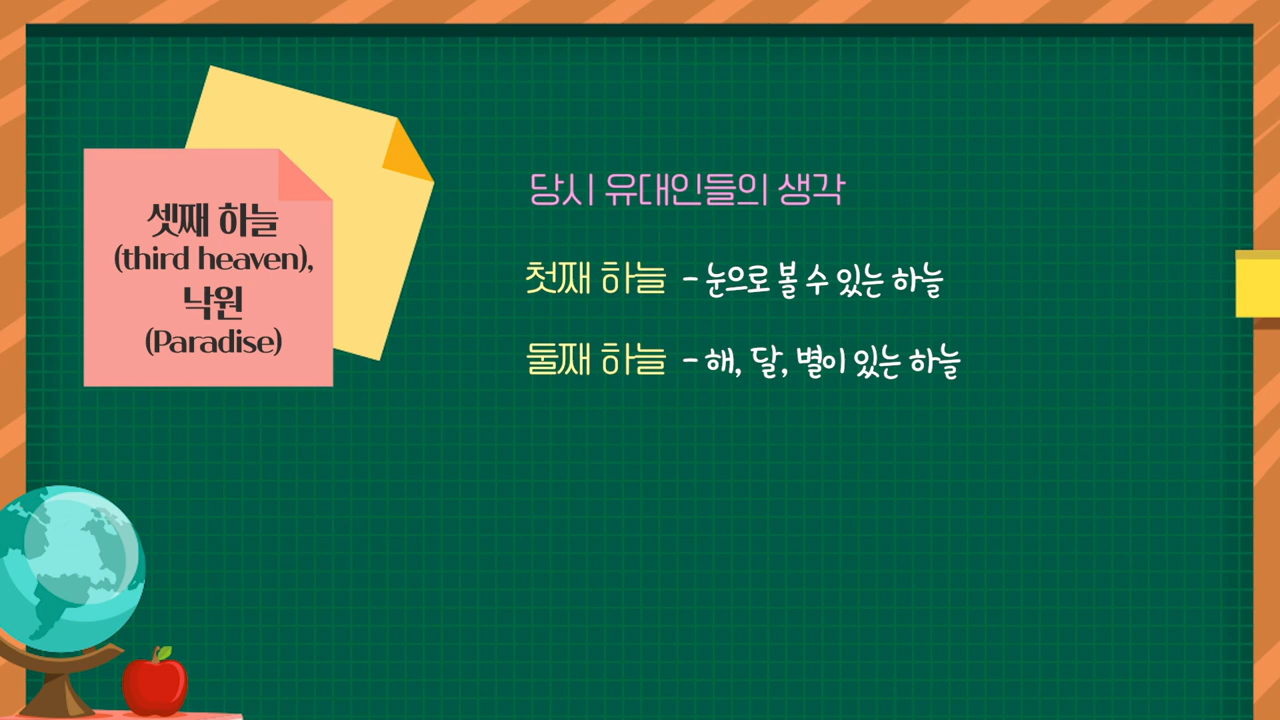 셋째 하늘
(third heaven),
낙원
(Paradise)
당시 유대인들의 생각
첫째 하늘 - 눈으로 볼 수 있는 하늘
둘째 하늘 - 해, 달, 별이 있는 하늘